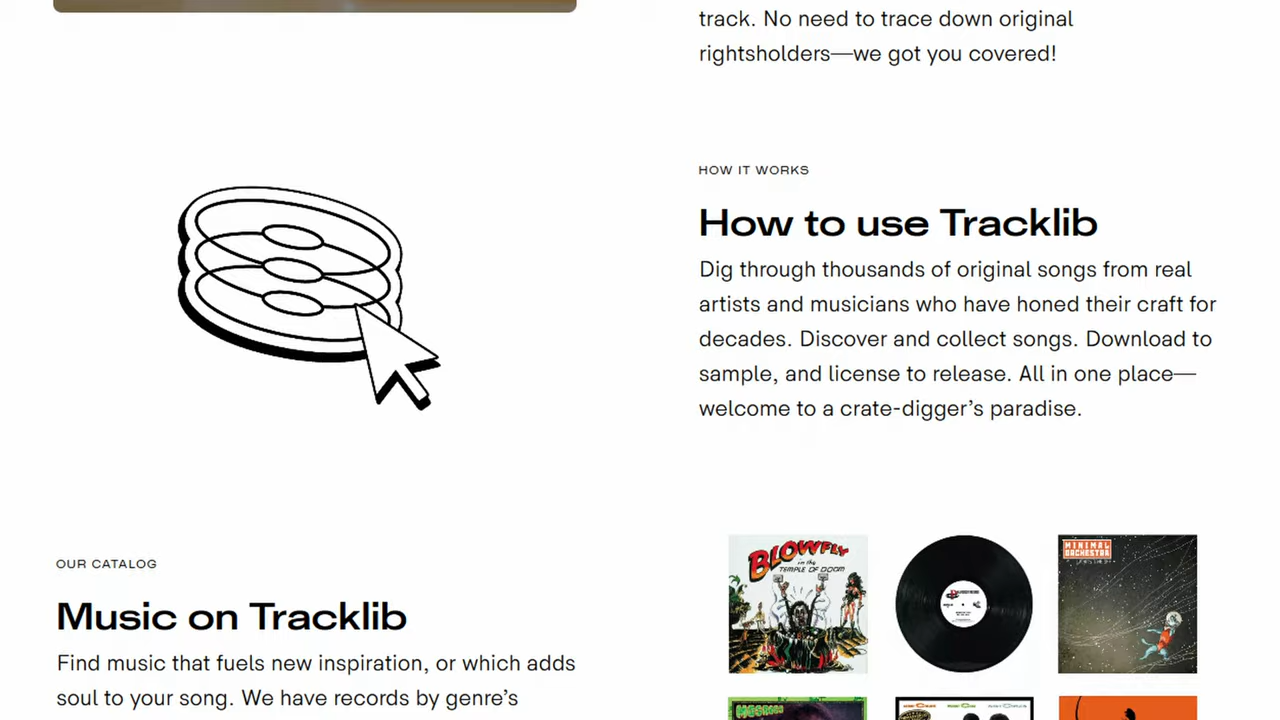 track. No need to trace down original
rightsholders—we got you covered!
HOW IT WORKS
How to use Tracklib
Dig through thousands of original songs from real
artists and musicians who have honed their craft for
decades. Discover and collect songs. Download to
sample, and license to release. All in one place—
welcome to a crate-digger’s paradise.
OUR CATALOG
Music on Tracklib
Find music that fuels new inspiration, or which adds
soul to your song. We have records by genre’s
BLOWFLY
in the
TEMPLE OF DOOM
MINIMAL
ORCHESTRA